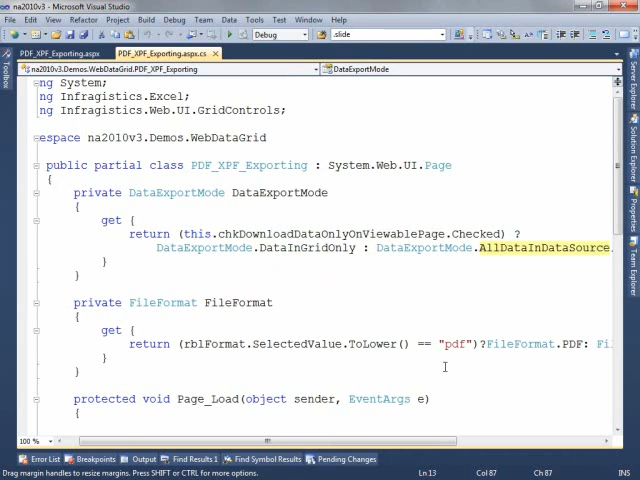 na2010v3 - Microsoft Visual Studio
File Edit View Refactor Project Build Debug Team Data Tools Test Window Help
Debug .slide
PDF_XPF_Exporting.aspx PDF_XPF_Exporting.aspx.cs
na2010v3.Demos.WebDataGrid.PDF_XPF_Exporting DataExportMode
ng System;
ng Infragistics.Excel;
ng Infragistics.Web.UI.GridControls;
espace na2010v3.Demos.WebDataGrid
public partial class PDF_XPF_Exporting : System.Web.UI.Page
{
private DataExportMode DataExportMode
{
get {
return (this.chkDownloadDataOnlyOnViewablePage.Checked) ?
DataExportMode.DataInGridOnly : DataExportMode.AllDataInDataSource
}
}
private FileFormat FileFormat
{
get {
return (rblFormat.SelectedValue.ToLower() == "pdf")?FileFormat.PDF: Fil
}
}
protected void Page_Load(object sender, EventArgs e)
{
100 %
Error List Breakpoints Output Find Results 1 Find Symbol Results Pending Changes
Drag margin handles to resize margins. Press SHIFT or CTRL for more options. Ln 13 Col 87 Ch 87 INS
Toolbox
Server Explorer
Solution Explorer
Properties
Team Explorer